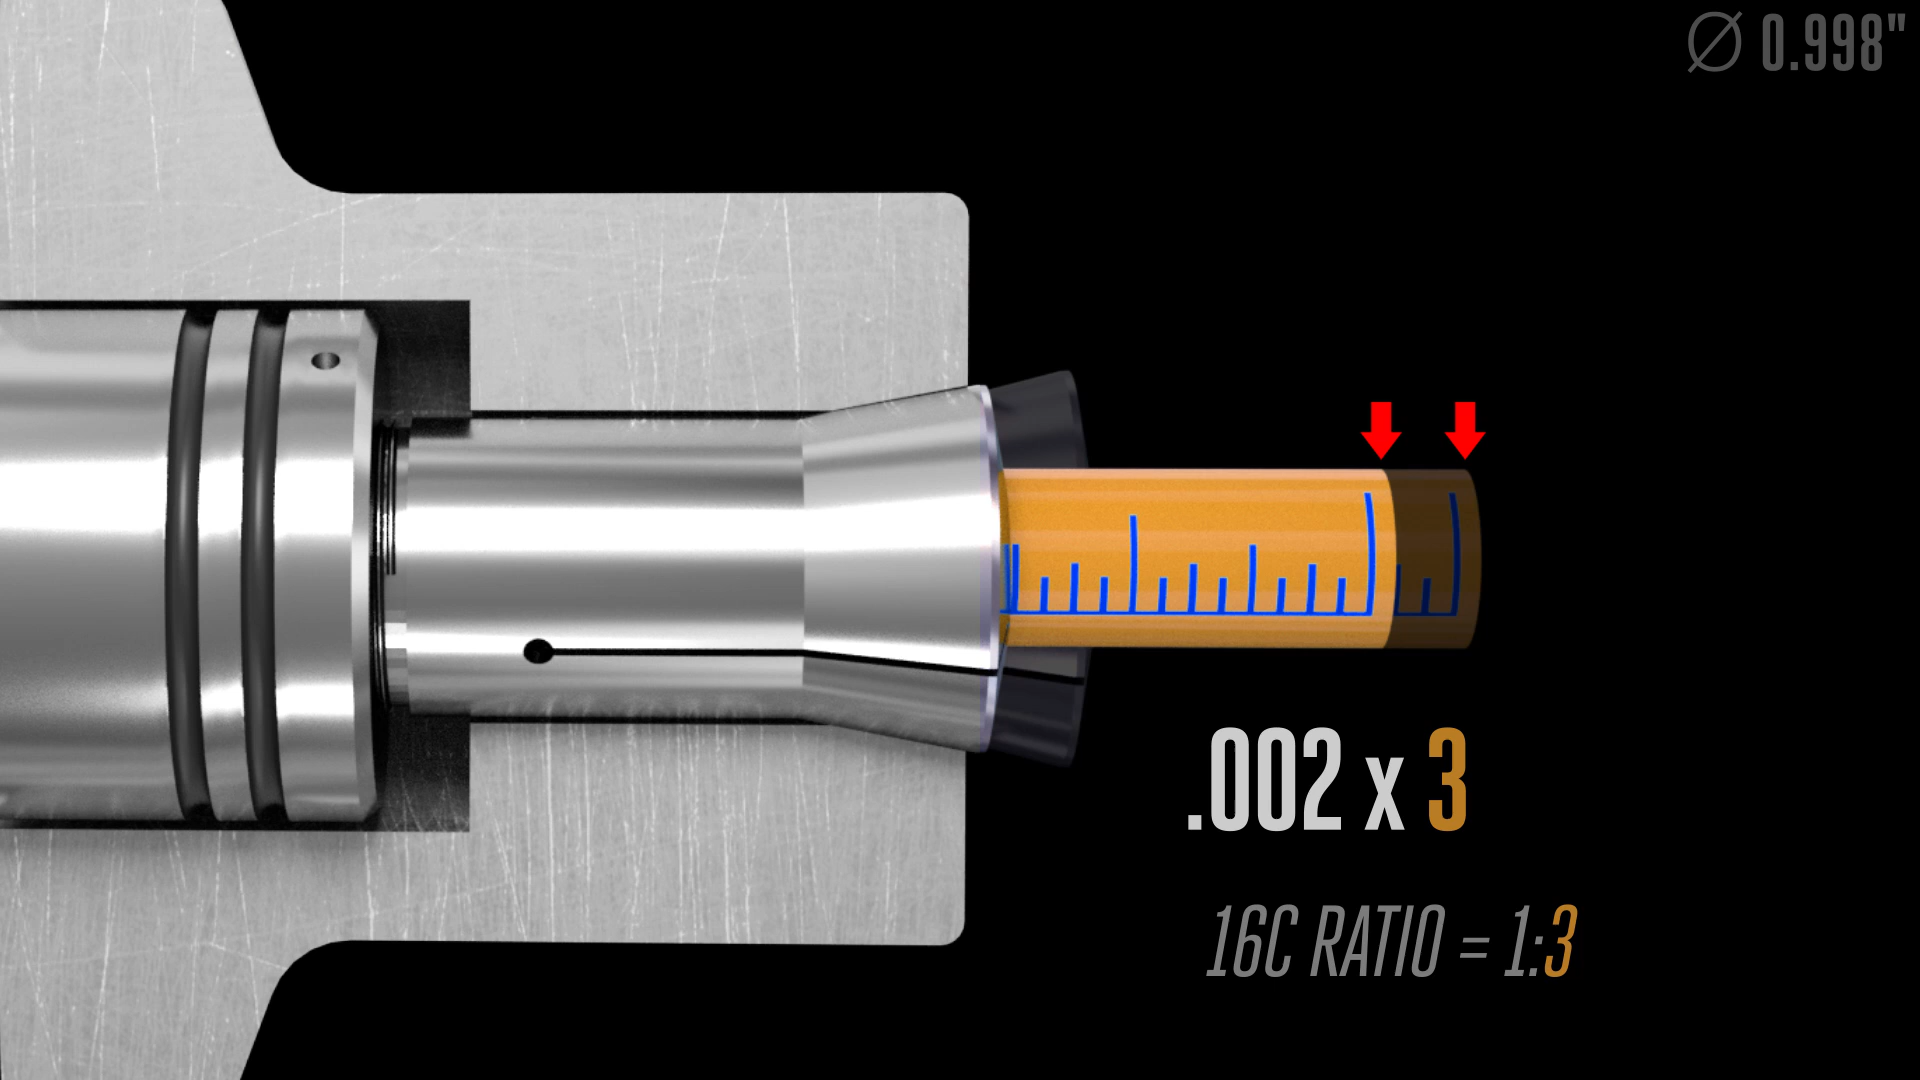 Ø 0.998"
.002 x 3
16C RATIO = 1:3